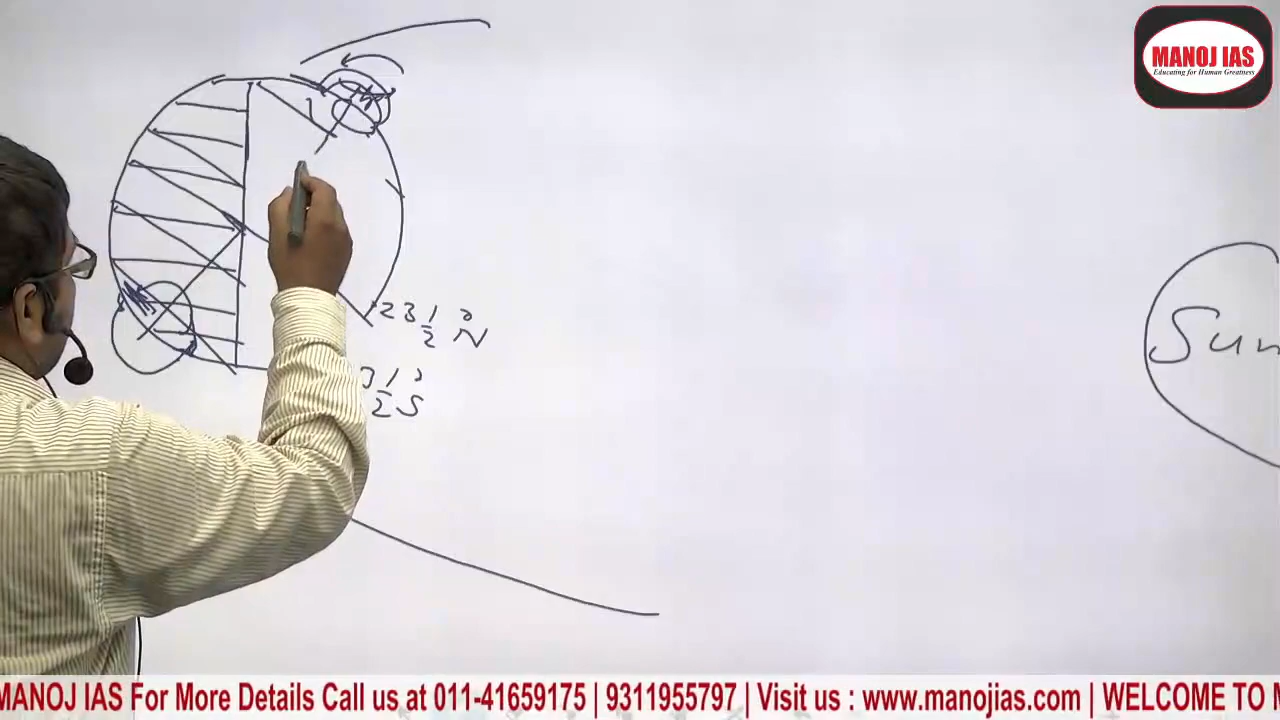 MANOJ IAS
Educating for Human Greatness
23 1/2° N
3 1/2° S
Sun
MANOJ IAS For More Details Call us at 011-41659175 | 9311955797 | Visit us : www.manojias.com | WELCOME TO